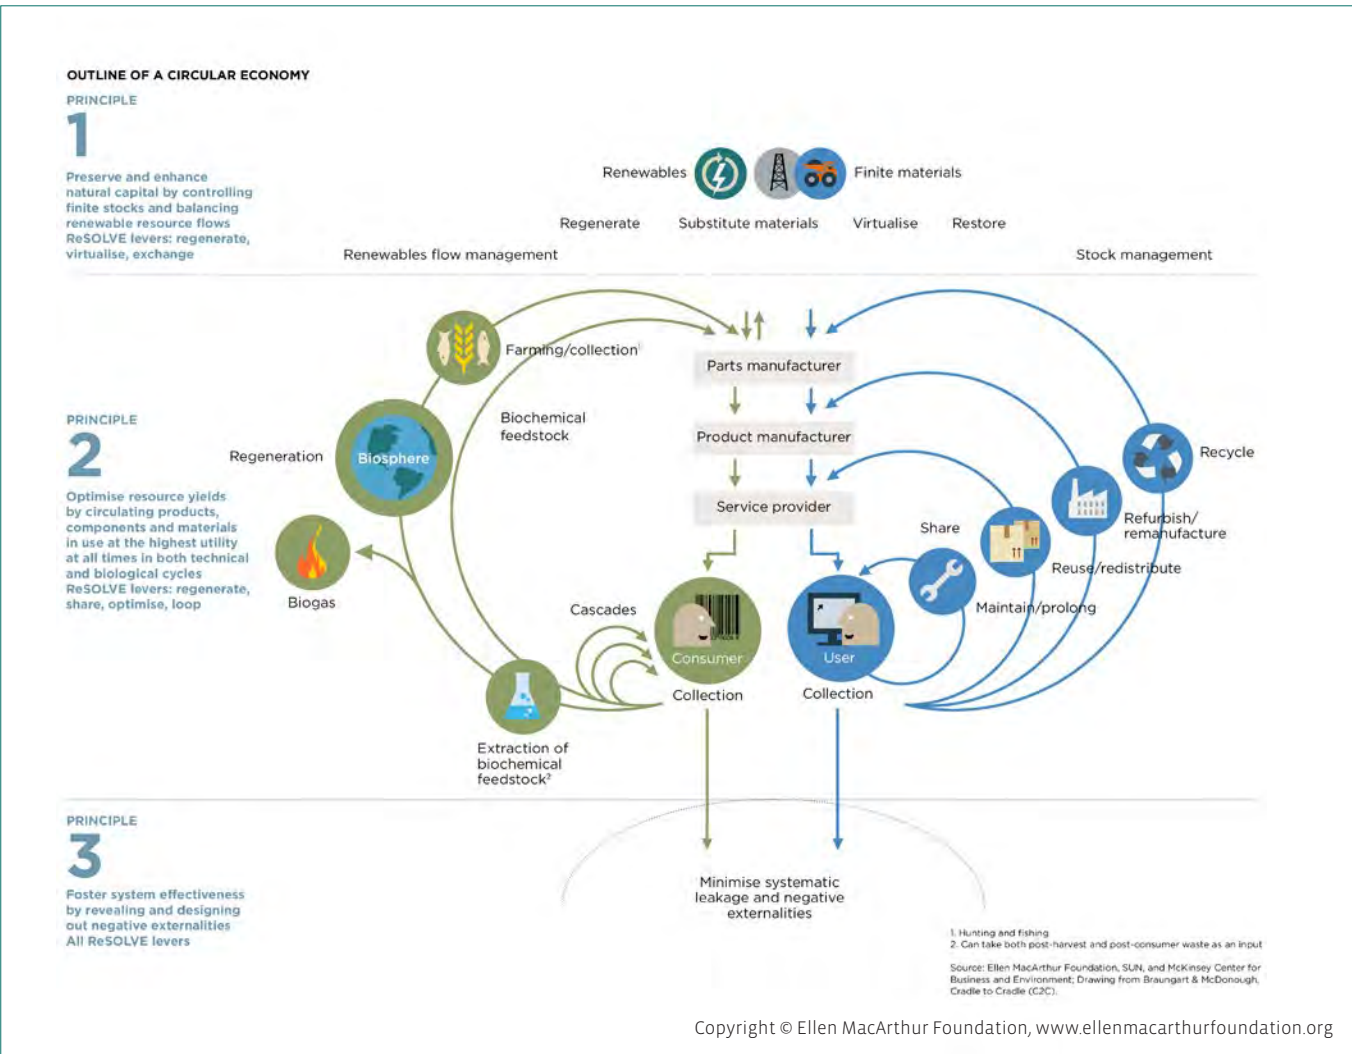 OUTLINE OF A CIRCULAR ECONOMY
PRINCIPLE
1
Preserve and enhance
natural capital by controlling
finite stocks and balancing
renewable resource flows
ReSOLVE levers: regenerate,
virtualise, exchange
Renewables
Finite materials
Regenerate
Substitute materials
Virtualise
Restore
Renewables flow management
Stock management
PRINCIPLE
2
Optimise resource yields
by circulating products,
components and materials
in use at the highest utility
at all times in both technical
and biological cycles
ReSOLVE levers: regenerate,
share, optimise, loop
Farming/collection¹
Biochemical
feedstock
Regeneration
Biosphere
Biogas
Cascades
Extraction of
biochemical
feedstock²
Parts manufacturer
Product manufacturer
Service provider
Consumer
Collection
User
Collection
Share
Maintain/prolong
Reuse/redistribute
Refurbish/
remanufacture
Recycle
PRINCIPLE
3
Foster system effectiveness
by revealing and designing
out negative externalities
All ReSOLVE levers
Minimise systematic
leakage and negative
externalities
1. Hunting and fishing
2. Can take both post-harvest and post-consumer waste as an input
Source: Ellen MacArthur Foundation, SUN, and McKinsey Center for
Business and Environment; Drawing from Braungart & McDonough,
Cradle to Cradle (C2C).
Copyright © Ellen MacArthur Foundation, www.ellenmacarthurfoundation.org